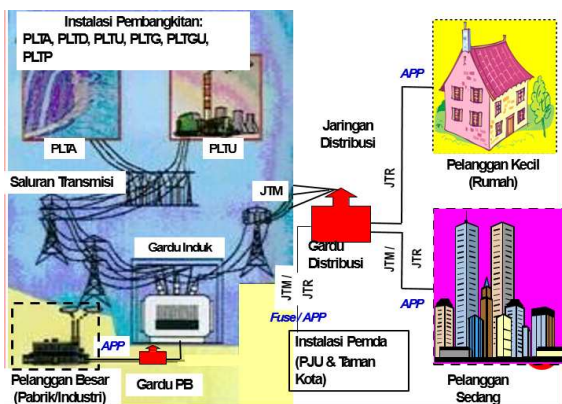 Instalasi Pembangkitan:
PLTA, PLTD, PLTU, PLTG, PLTGU,
PLTP
PLTA
PLTU
Saluran Transmisi
JTM
Gardu Induk
APP
Pelanggan Besar
(Pabrik/Industri)
Gardu PB
Jaringan
Distribusi
Gardu
Distribusi
JTM /
JTR
Fuse / APP
Instalasi Pemda
(PJU & Taman
Kota)
APP
JTR
Pelanggan Kecil
(Rumah)
JTM /
JTR
APP
Pelanggan
Sedang